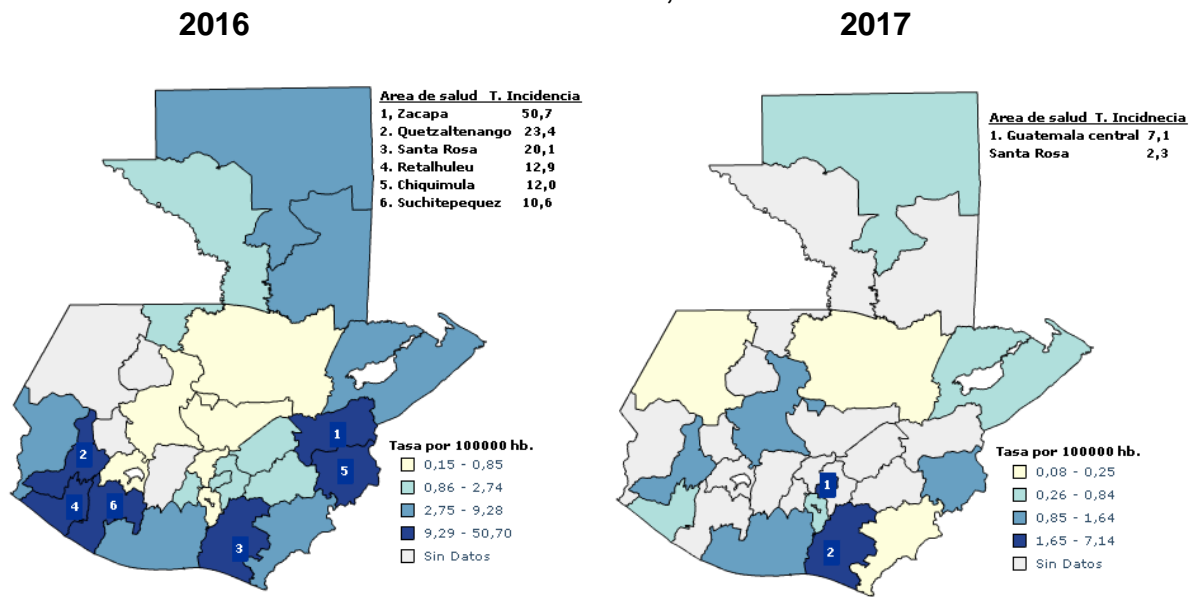 2016
2017
Area de salud T. Incidencia
1, Zacapa 50,7
2. Quetzaltenango 23,4
3. Santa Rosa 20,1
4. Retalhuleu 12,9
5. Chiquimula 12,0
6. Suchitepequez 10,6
Area de salud T. Incidnecia
1. Guatemala central 7,1
Santa Rosa 2,3
1
2
5
4
6
3
Tasa por 100000 hb.
0,15 - 0,85
0,86 - 2,74
2,75 - 9,28
9,29 - 50,70
Sin Datos
1
2
Tasa por 100000 hb.
0,08 - 0,25
0,26 - 0,84
0,85 - 1,64
1,65 - 7,14
Sin Datos